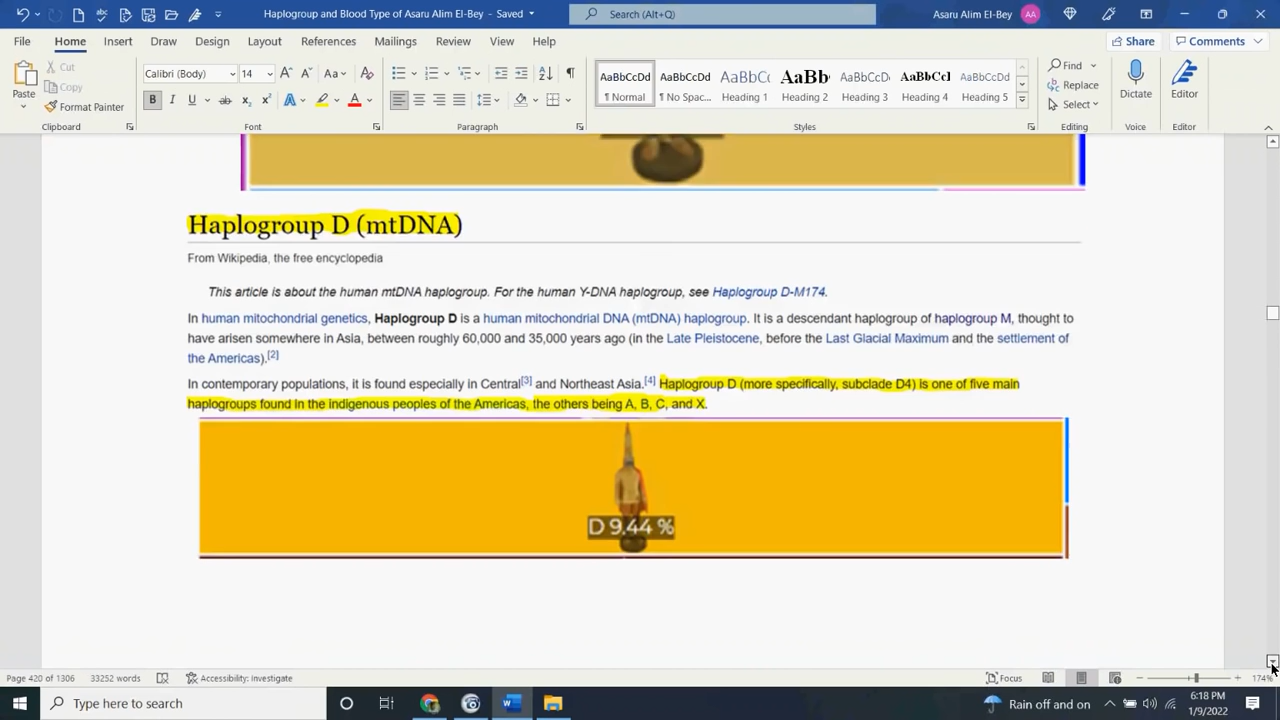 Haplogroup and Blood Type of Asaru Alim El-Bey - Saved
Search (Alt+Q)
Asaru Alim El-Bey
AA
File Home Insert Draw Design Layout References Mailings Review View Help
Share Comments
Paste
Cut
Copy
Format Painter
Clipboard
Calibri (Body) 14
Font
Paragraph
AaBbCcDd AaBbCcDd AaBbCc AaBb AaBbCcDd AaBbCcI AaBbCcDd
¶ Normal ¶ No Spac... Heading 1 Heading 2 Heading 3 Heading 4 Heading 5
Styles
Find
Replace
Select
Editing
Dictate
Voice
Editor
Editor
Haplogroup D (mtDNA)
From Wikipedia, the free encyclopedia
This article is about the human mtDNA haplogroup. For the human Y-DNA haplogroup, see Haplogroup D-M174.
In human mitochondrial genetics, Haplogroup D is a human mitochondrial DNA (mtDNA) haplogroup. It is a descendant haplogroup of haplogroup M, thought to
have arisen somewhere in Asia, between roughly 60,000 and 35,000 years ago (in the Late Pleistocene, before the Last Glacial Maximum and the settlement of
the Americas).[2]
In contemporary populations, it is found especially in Central[3] and Northeast Asia.[4] Haplogroup D (more specifically, subclade D4) is one of five main
haplogroups found in the indigenous peoples of the Americas, the others being A, B, C, and X.
D 9.44 %
Page 420 of 1306 33252 words Accessibility: Investigate Focus 174%
Type here to search
Rain off and on
6:18 PM
1/9/2022